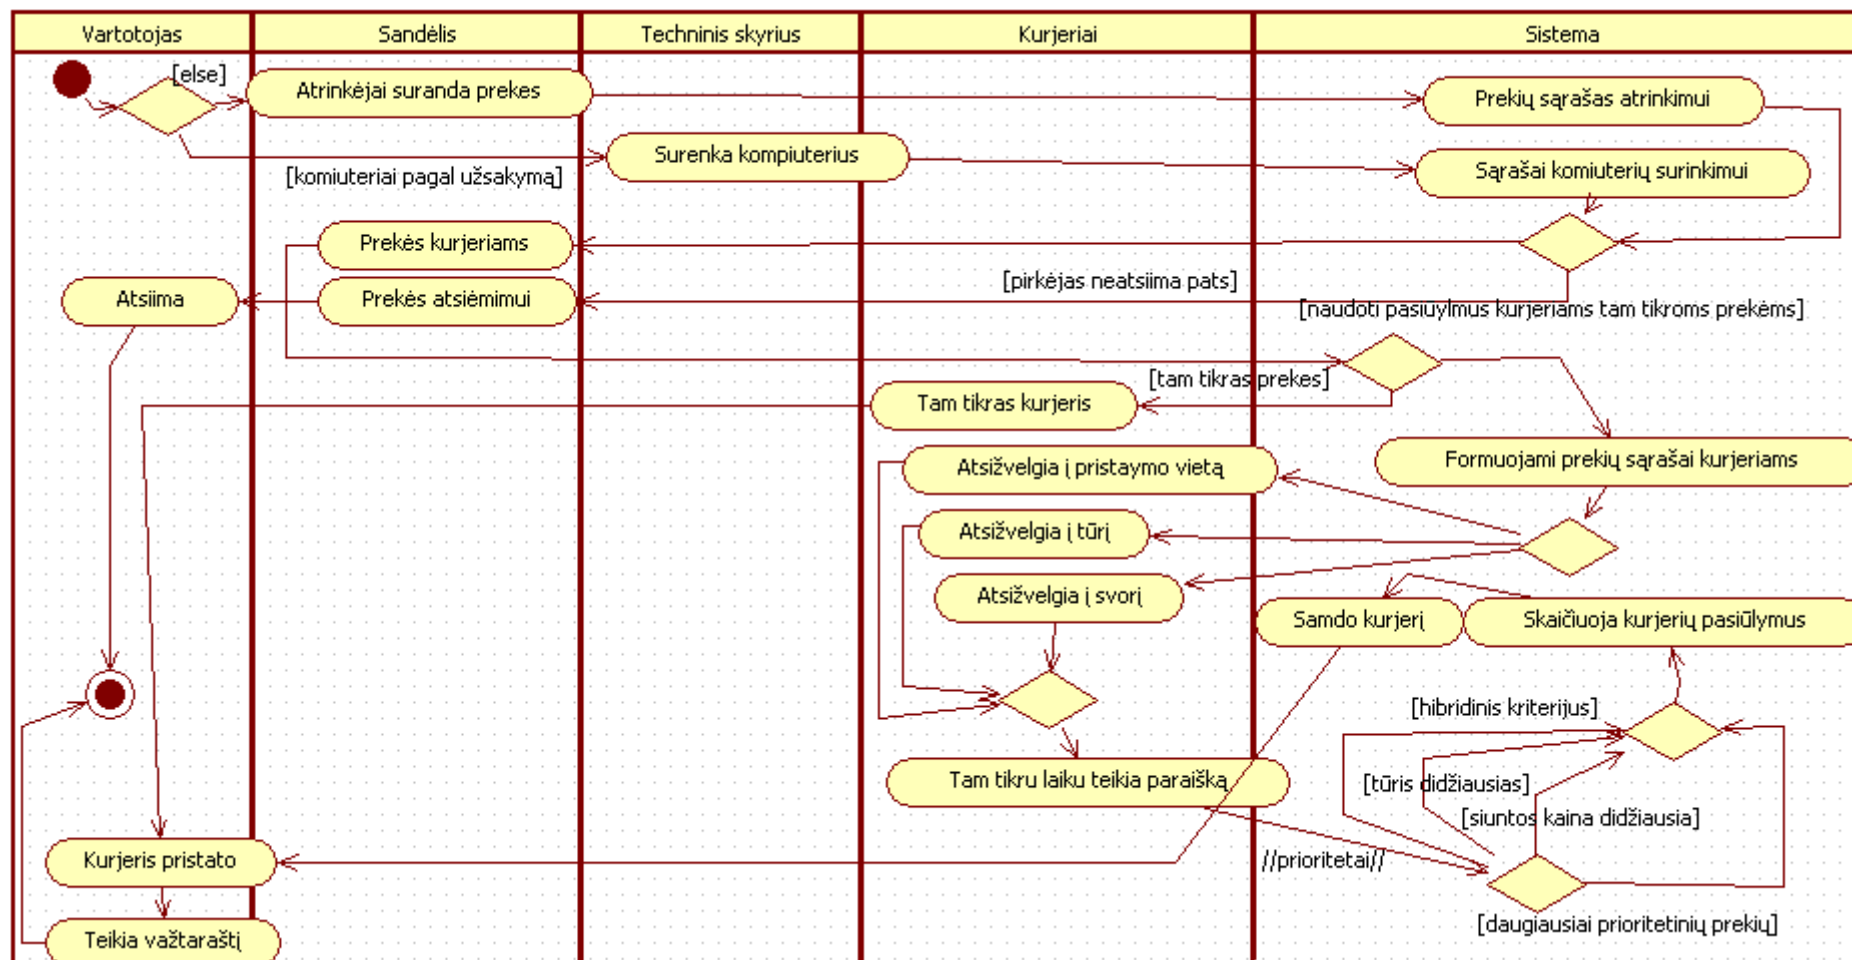 Vartotojas
Sandėlis
Techninis skyrius
Kurjeriai
Sistema
[else]
Atrinkėjai suranda prekes
Prekių sąrašas atrinkimui
Surenka kompiuterius
[komiuteriai pagal užsakymą]
Sąrašai komiuterių surinkimui
Prekės kurjeriams
[pirkėjas neatsiima pats]
Atsiima
Prekės atsiėmimui
[naudoti pasiuylmus kurjeriams tam tikroms prekėms]
[tam tikras prekes]
Tam tikras kurjeris
Formuojami prekių sąrašai kurjeriams
Atsižvelgia į pristaymo vietą
Atsižvelgia į tūrį
Atsižvelgia į svorį
Samdo kurjerį
Skaičiuoja kurjerių pasiūlymus
[hibridinis kriterijus]
Tam tikru laiku teikia paraišką
[tūris didžiausias]
[siuntos kaina didžiausia]
Kurjeris pristato
//prioritetai//
[daugiausiai prioritetinių prekių]
Teikia važtaraštį